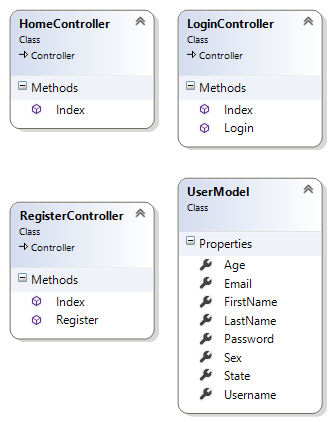 HomeController
Class
Controller
Methods
Index
LoginController
Class
Controller
Methods
Index
Login
RegisterController
Class
Controller
Methods
Index
Register
UserModel
Class
Properties
Age
Email
FirstName
LastName
Password
Sex
State
Username